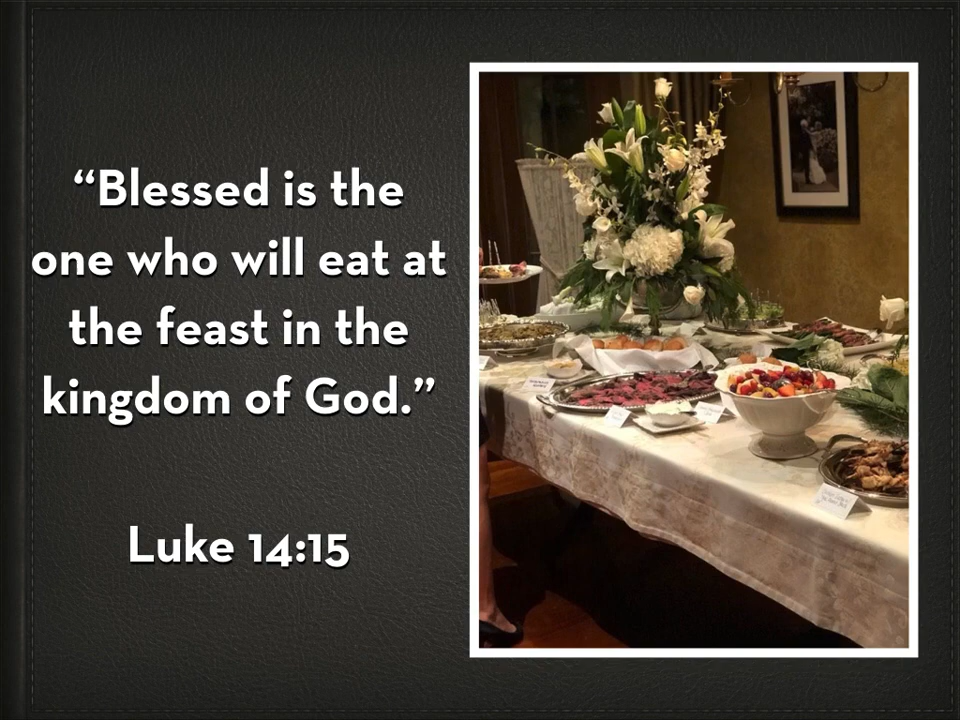 “Blessed is the
one who will eat at
the feast in the
kingdom of God.”
Luke 14:15